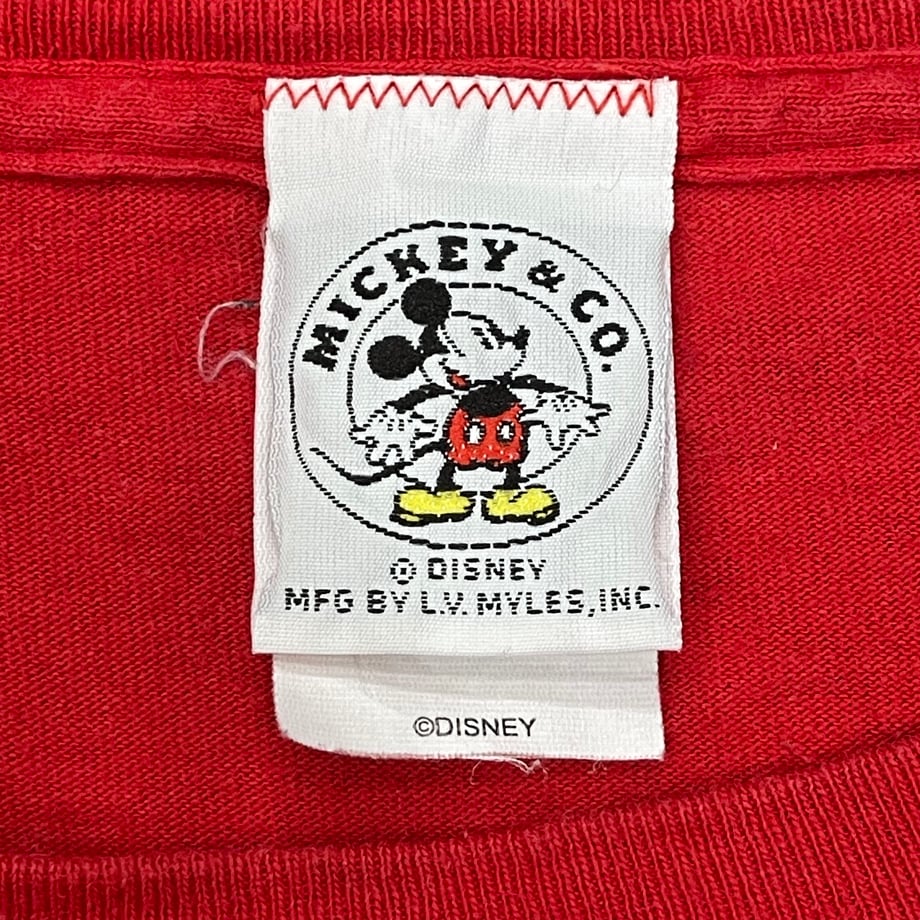 MICKEY & CO.
© DISNEY
MFG BY L.V. MYLES, INC.
©DISNEY